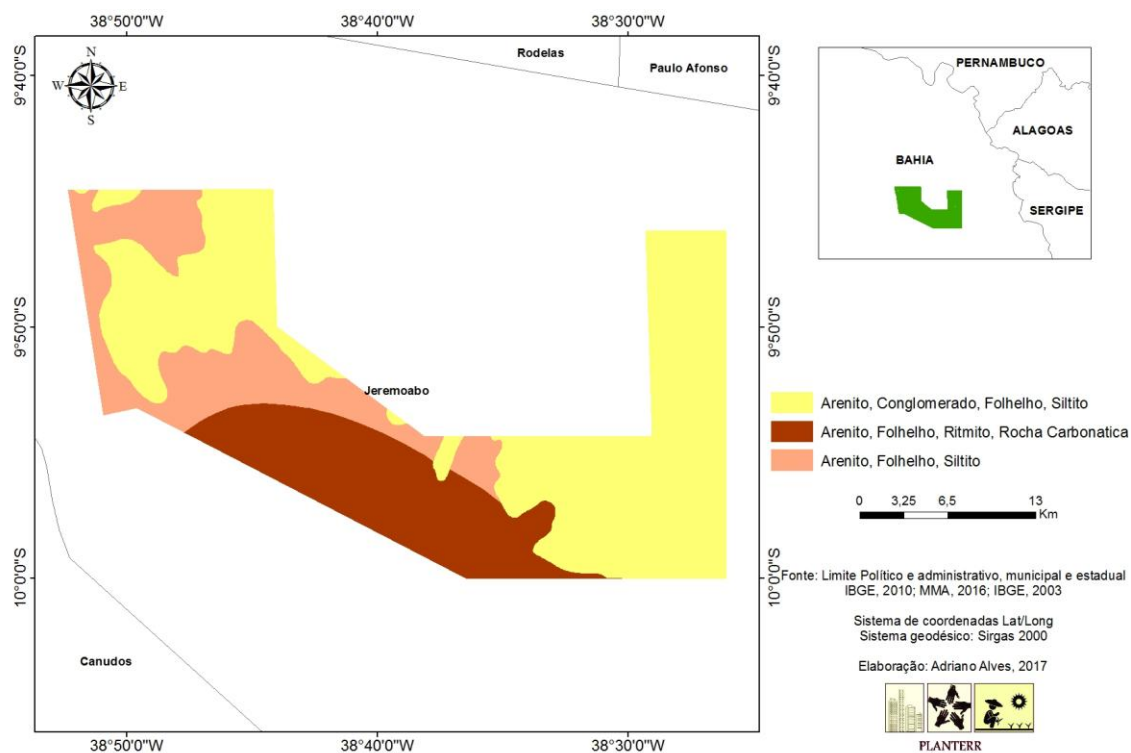 38°50'0"W 38°40'0"W 38°30'0"W
9°40'0"S
9°50'0"S
10°0'0"S
N
W E
S
Rodelas
Paulo Afonso
Jeremoabo
Canudos
9°40'0"S
9°50'0"S
10°0'0"S
38°50'0"W 38°40'0"W 38°30'0"W
PERNAMBUCO
ALAGOAS
BAHIA
SERGIPE
Arenito, Conglomerado, Folhelho, Siltito
Arenito, Folhelho, Ritmito, Rocha Carbonatica
Arenito, Folhelho, Siltito
0 3,25 6,5 13
Km
Fonte: Limite Político e administrativo, municipal e estadual
IBGE, 2010; MMA, 2016; IBGE, 2003
Sistema de coordenadas Lat/Long
Sistema geodésico: Sirgas 2000
Elaboração: Adriano Alves, 2017
PLANTERR